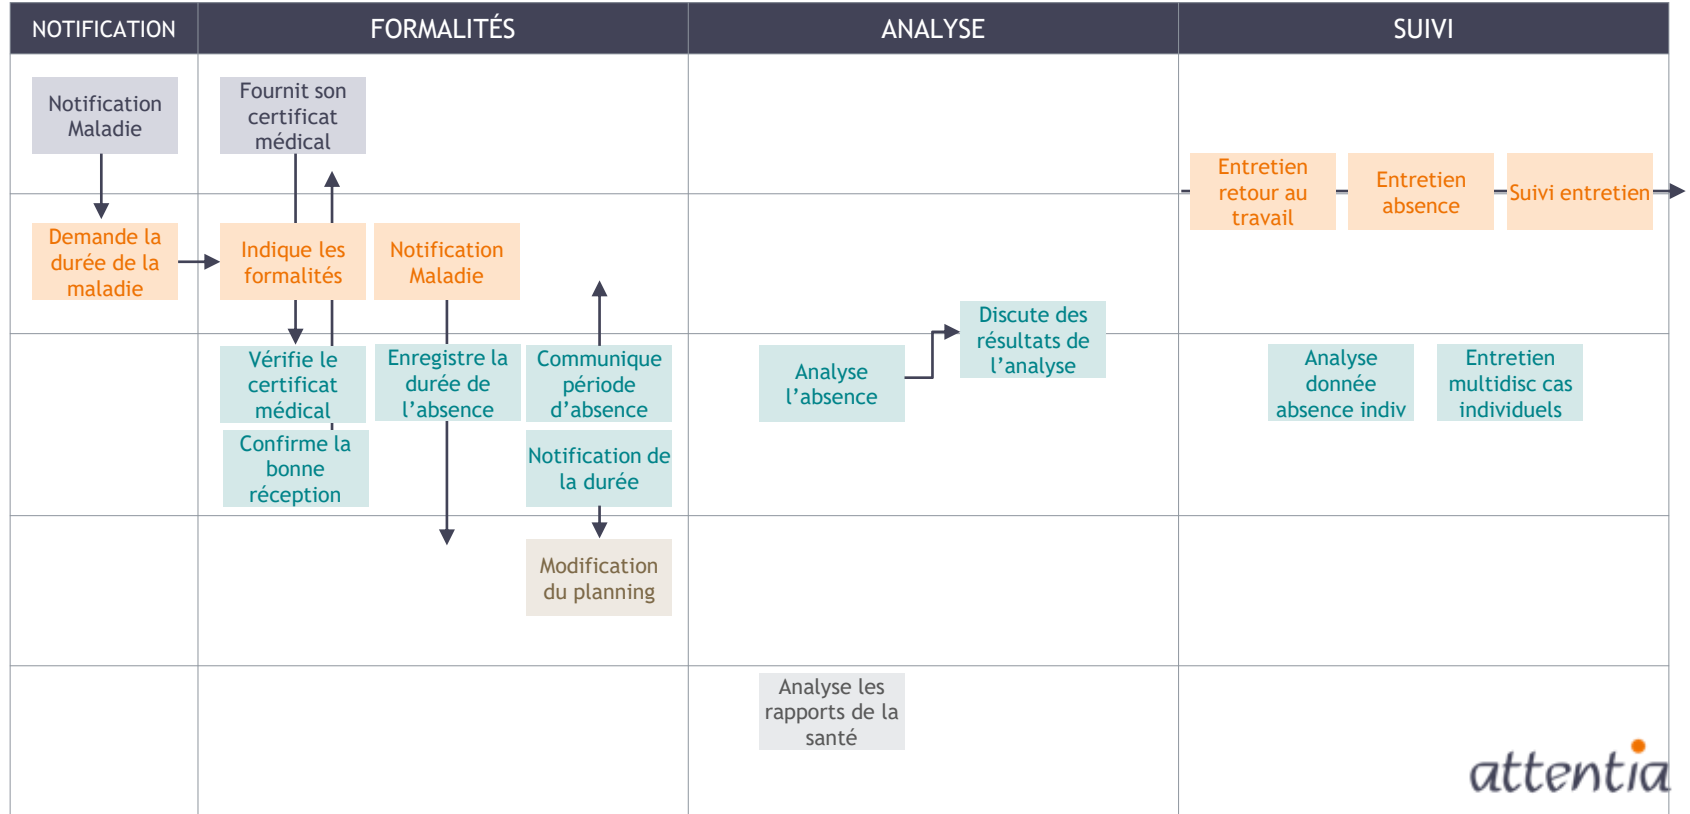 NOTIFICATION
FORMALITÉS
ANALYSE
SUIVI
Notification
Maladie
Fournit son
certificat
médical
Entretien
retour au
travail
Entretien
absence
Suivi entretien
Demande la
durée de la
maladie
Indique les
formalités
Notification
Maladie
Discute des
résultats de
l’analyse
Vérifie le
certificat
médical
Enregistre la
durée de
l’absence
Communique
période
d’absence
Analyse
l’absence
Analyse
donnée
absence indiv
Entretien
multidisc cas
individuels
Confirme la
bonne
réception
Notification de
la durée
Modification
du planning
Analyse les
rapports de la
santé
attentia